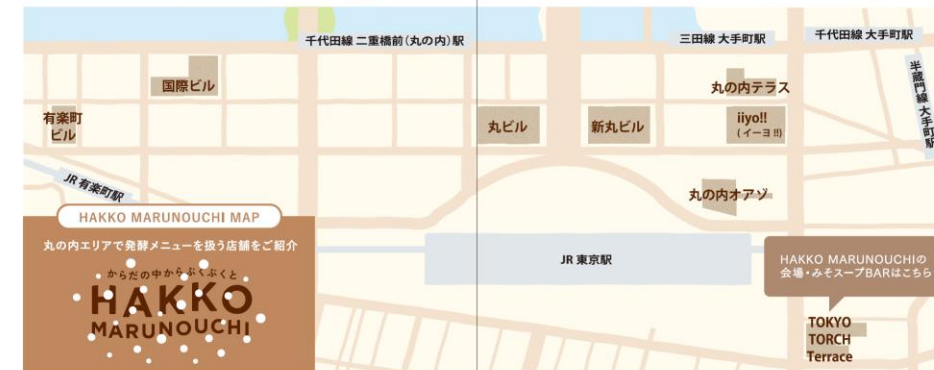 千代田線 二重橋前(丸の内)駅
三田線 大手町駅
千代田線 大手町駅
半蔵門線 大手町駅
国際ビル
丸の内テラス
有楽町
ビル
丸ビル
新丸ビル
iiyo!!
(イーヨ!!)
JR 有楽町駅
丸の内オアゾ
HAKKO MARUNOUCHI MAP
丸の内エリアで発酵メニューを扱う店舗をご紹介
からだの中からぷくぷくと
HAKKO
MARUNOUCHI
JR 東京駅
HAKKO MARUNOUCHIの
会場・みそスープBARはこちら
TOKYO
TORCH
Terrace